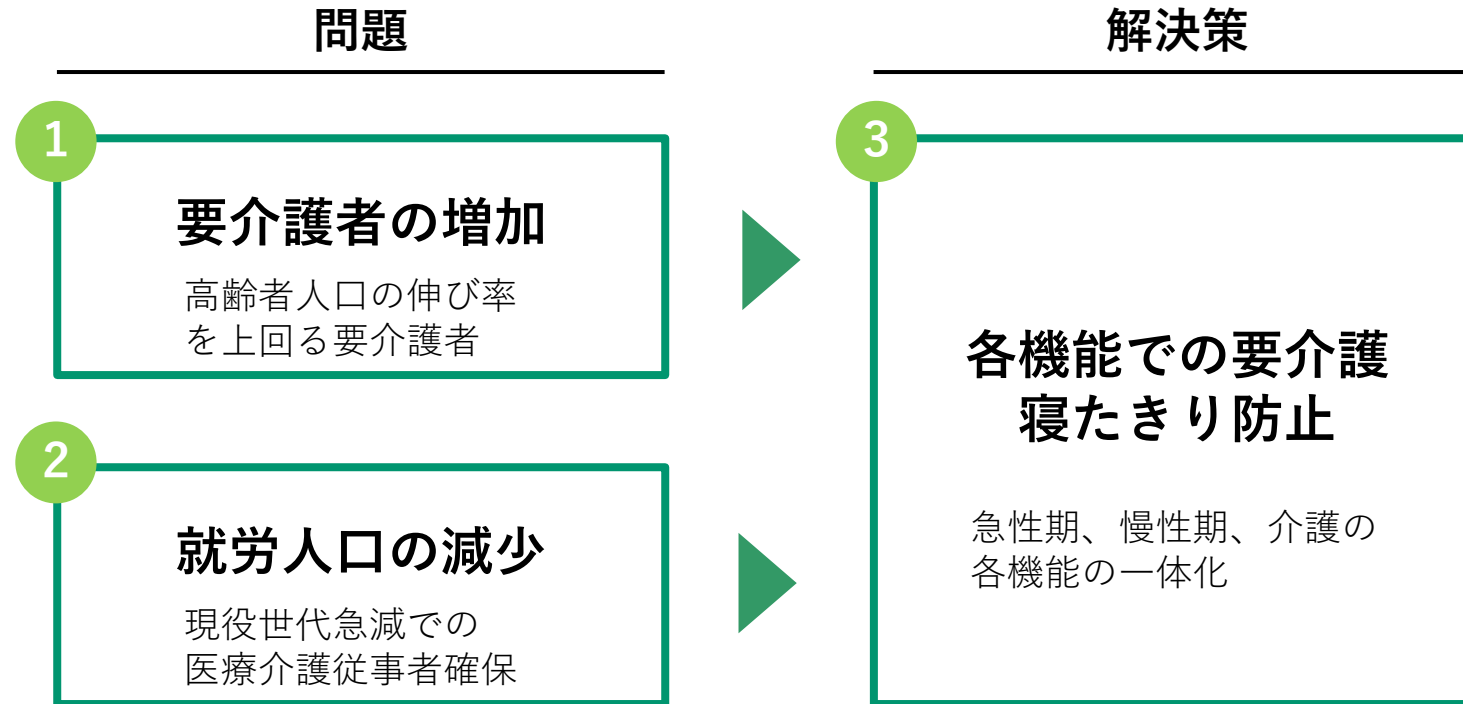 問題
1
要介護者の増加
高齢者人口の伸び率
を上回る要介護者
2
就労人口の減少
現役世代急減での
医療介護従事者確保
解決策
3
各機能での要介護
寝たきり防止
急性期、慢性期、介護の
各機能の一体化